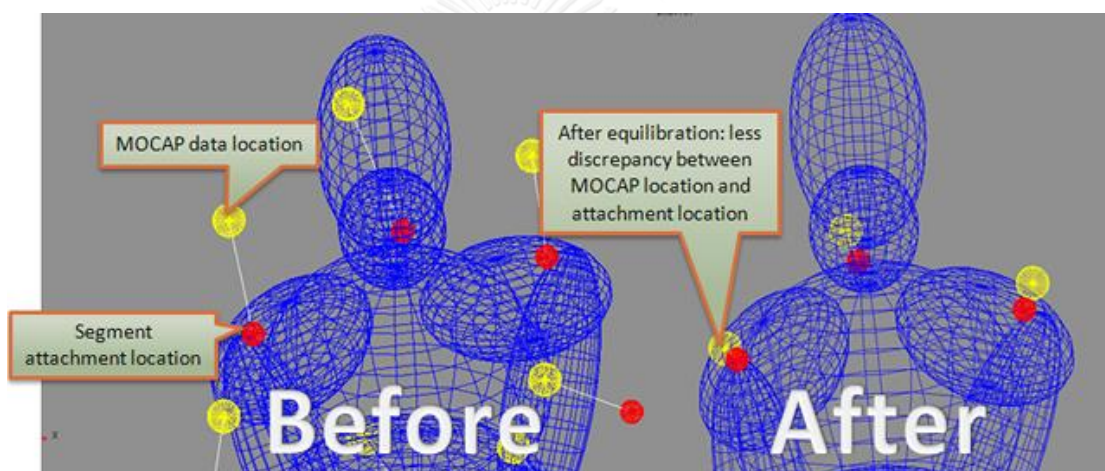 MOCAP data location
After equilibration: less
discrepancy between
MOCAP location and
attachment location
Segment
attachment location
Before
After
x